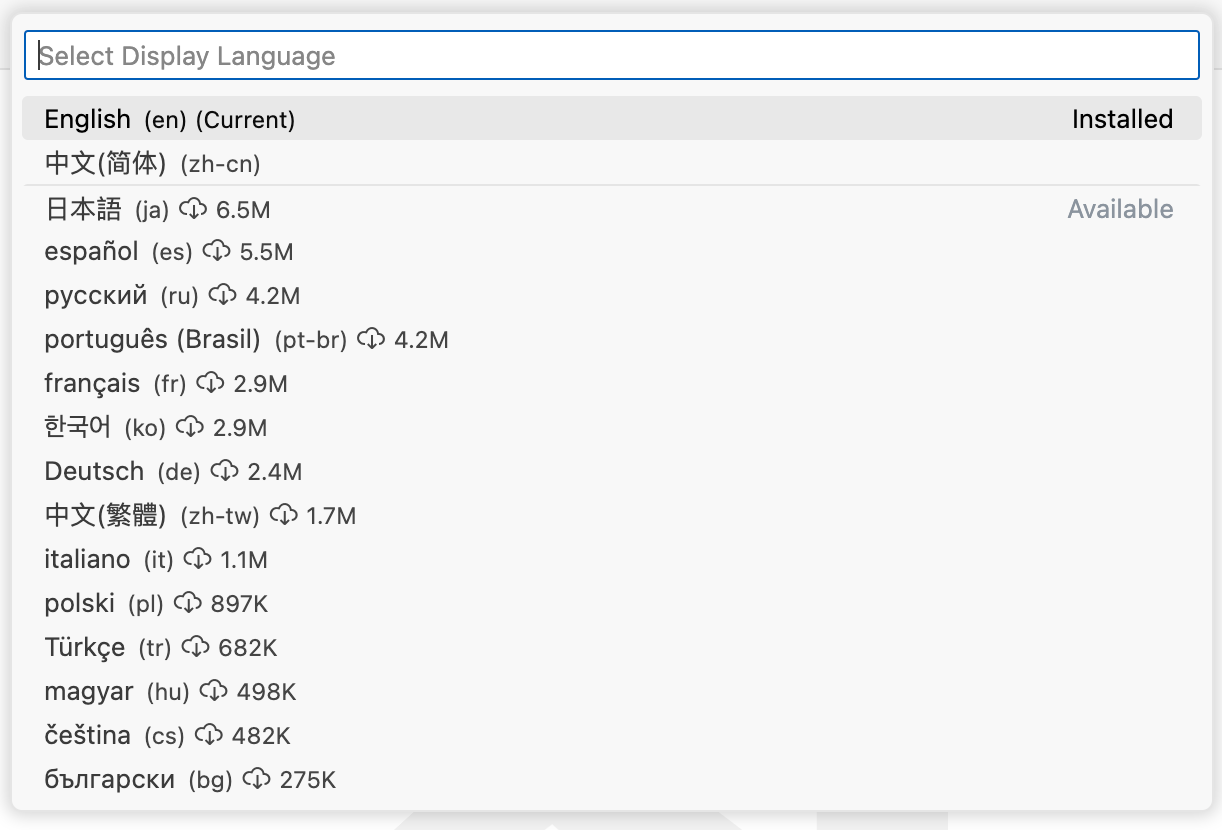 Select Display Language
English (en) (Current) Installed
中文(简体) (zh-cn)
日本語 (ja) 6.5M Available
español (es) 5.5M
русский (ru) 4.2M
português (Brasil) (pt-br) 4.2M
français (fr) 2.9M
한국어 (ko) 2.9M
Deutsch (de) 2.4M
中文(繁體) (zh-tw) 1.7M
italiano (it) 1.1M
polski (pl) 897K
Türkçe (tr) 682K
magyar (hu) 498K
čeština (cs) 482K
български (bg) 275K